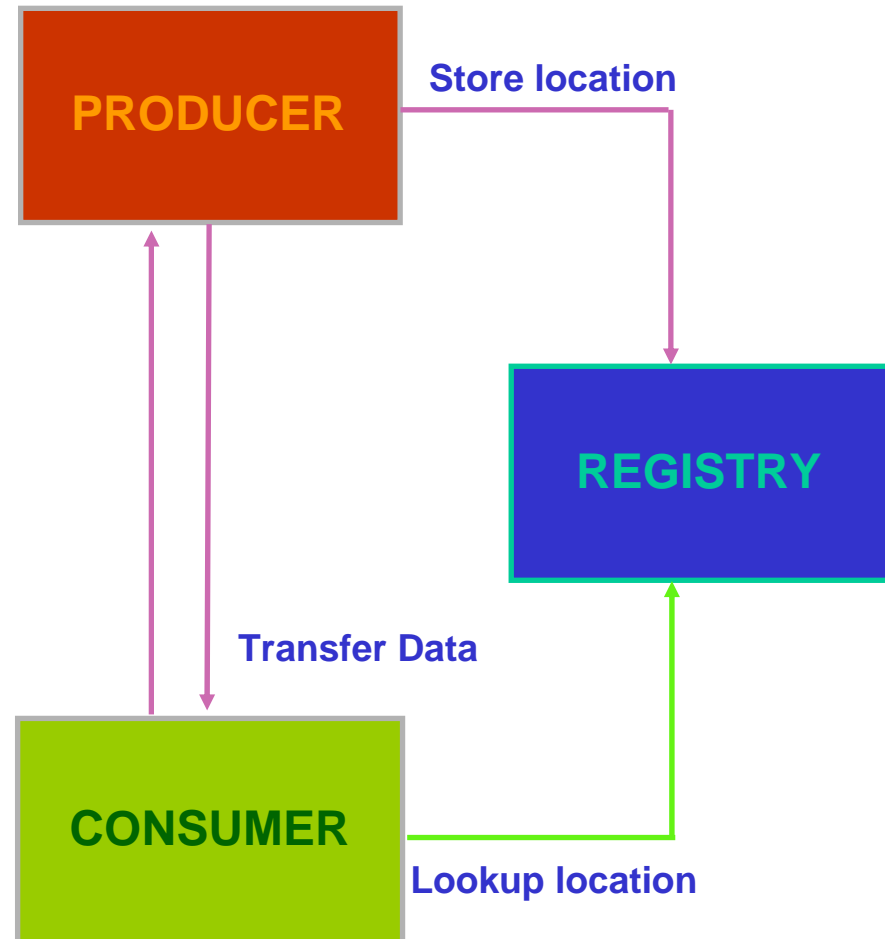 Store location
PRODUCER
REGISTRY
Transfer Data
CONSUMER
Lookup location